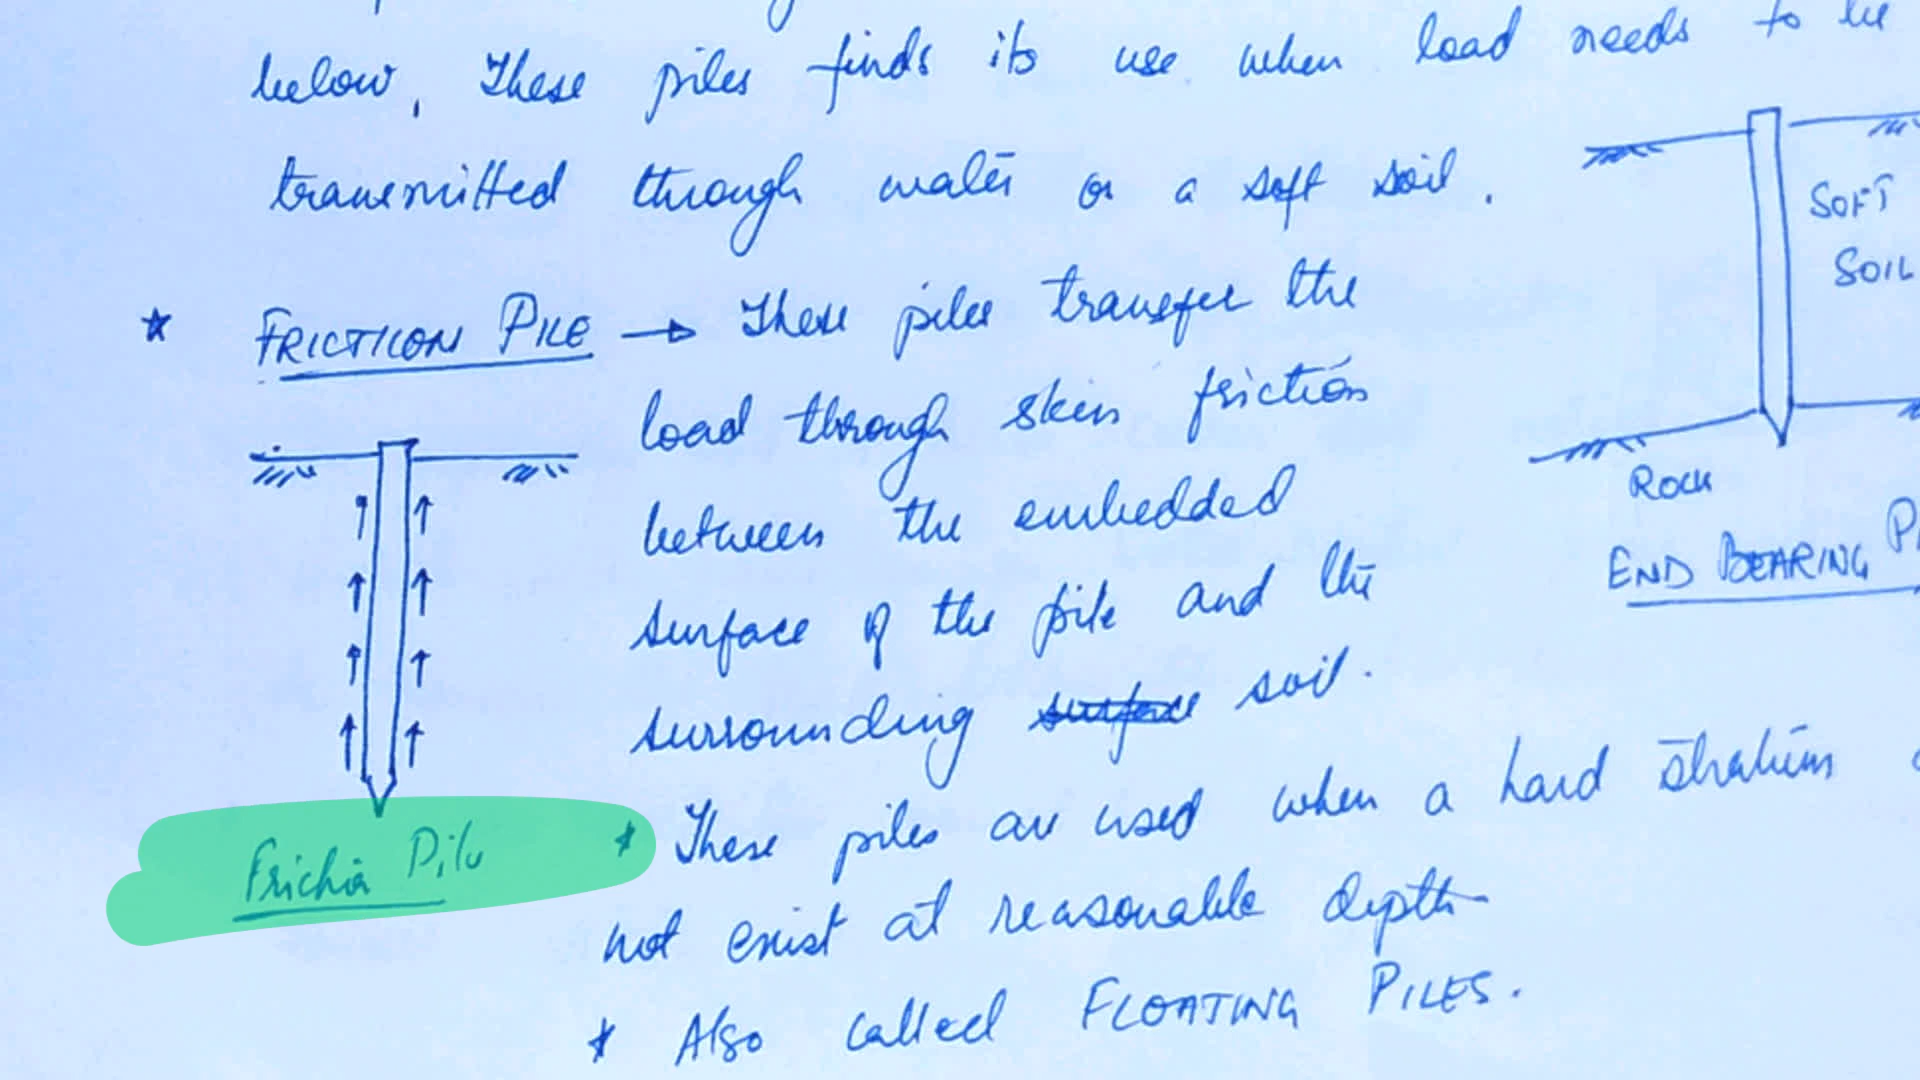 below, These piles finds its use when load needs to be
transmitted through water or a soft soil.
SOFT
SOIL
ROCK
END BEARING
* FRICTION PILE → These piles transfer the
load through skin friction
between the embedded
surface of the pile and the
surrounding surface soil.
Friction Pile
* These piles are used when a hard stratum
not exist at reasonable depth
* Also called FLOATING PILES.